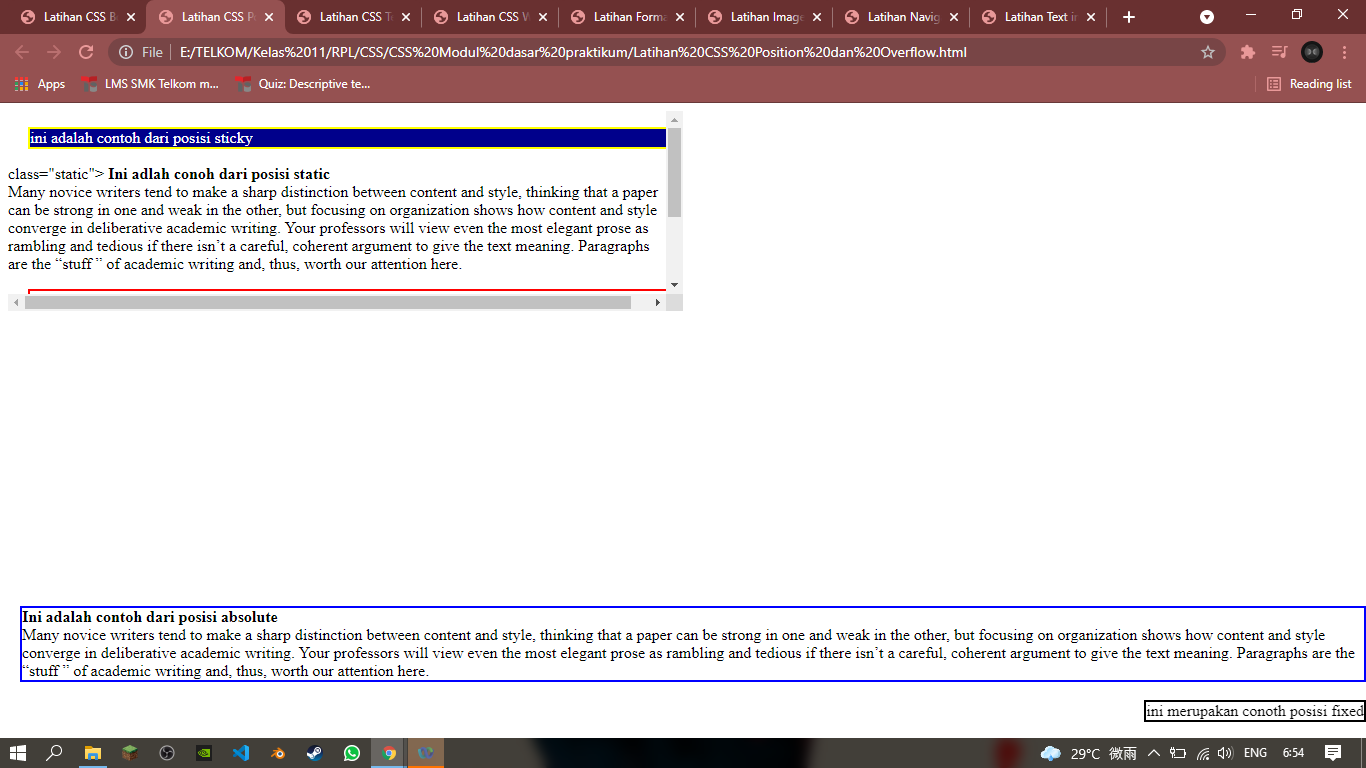 Latihan CSS B
Latihan CSS P
Latihan CSS T
Latihan CSS W
Latihan Forma
Latihan Image
Latihan Navig
Latihan Text i
File
E:/TELKOM/Kelas%2011/RPL/CSS/CSS%20Modul%20dasar%20praktikum/Latihan%20CSS%20Position%20dan%20Overflow.html
Apps
LMS SMK Telkom m...
Quiz: Descriptive te...
Reading list
ini adalah contoh dari posisi sticky
class="static"> Ini adlah conoh dari posisi static
Many novice writers tend to make a sharp distinction between content and style, thinking that a paper
can be strong in one and weak in the other, but focusing on organization shows how content and style
converge in deliberative academic writing. Your professors will view even the most elegant prose as
rambling and tedious if there isn’t a careful, coherent argument to give the text meaning. Paragraphs
are the “stuff” of academic writing and, thus, worth our attention here.
Ini adalah contoh dari posisi absolute
Many novice writers tend to make a sharp distinction between content and style, thinking that a paper can be strong in one and weak in the other, but focusing on organization shows how content and style
converge in deliberative academic writing. Your professors will view even the most elegant prose as rambling and tedious if there isn’t a careful, coherent argument to give the text meaning. Paragraphs are the
“stuff” of academic writing and, thus, worth our attention here.
ini merupakan conoth posisi fixed
29°C 微雨
ENG
6:54